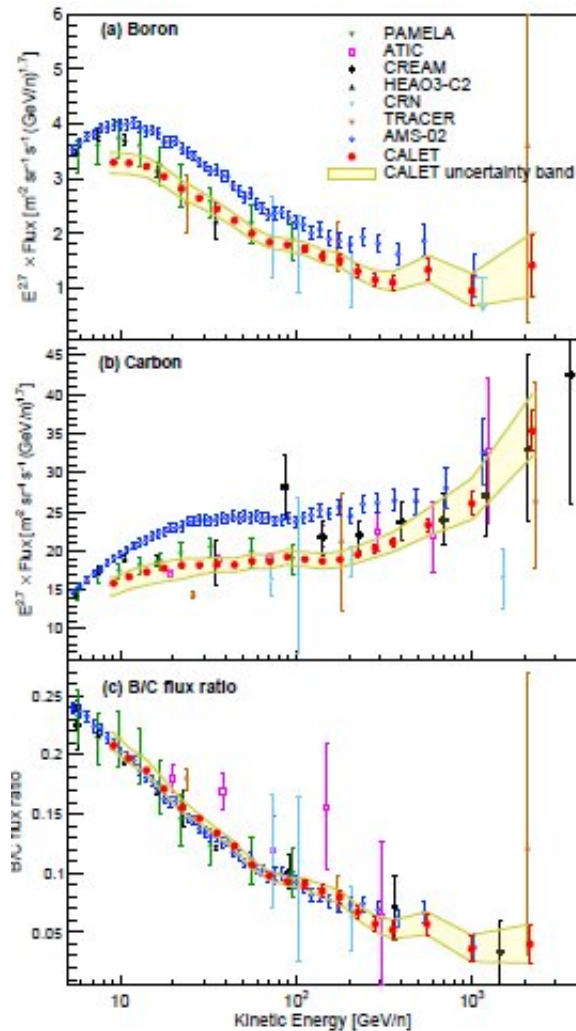 (a) Boron
PAMELA
ATIC
CREAM
HEAO3-C2
CRN
TRACER
AMS-02
CALET
CALET uncertainty band
E²·⁷ × Flux [m⁻² sr⁻¹ s⁻¹ (GeV/n)¹·⁷]
6
5
4
3
2
1
(b) Carbon
E²·⁷ × Flux [m⁻² sr⁻¹ s⁻¹ (GeV/n)¹·⁷]
45
40
35
30
25
20
15
10
(c) B/C flux ratio
B/C flux ratio
0.25
0.2
0.15
0.1
0.05
10
10²
10³
Kinetic Energy [GeV/n]